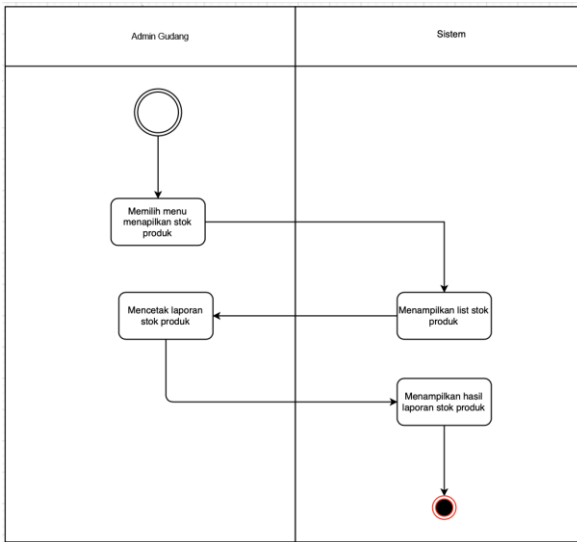 Admin Gudang
Sistem
Memilih menu
menapilkan stok
produk
Mencetak laporan
stok produk
Menampilkan list stok
produk
Menampilkan hasil
laporan stok produk